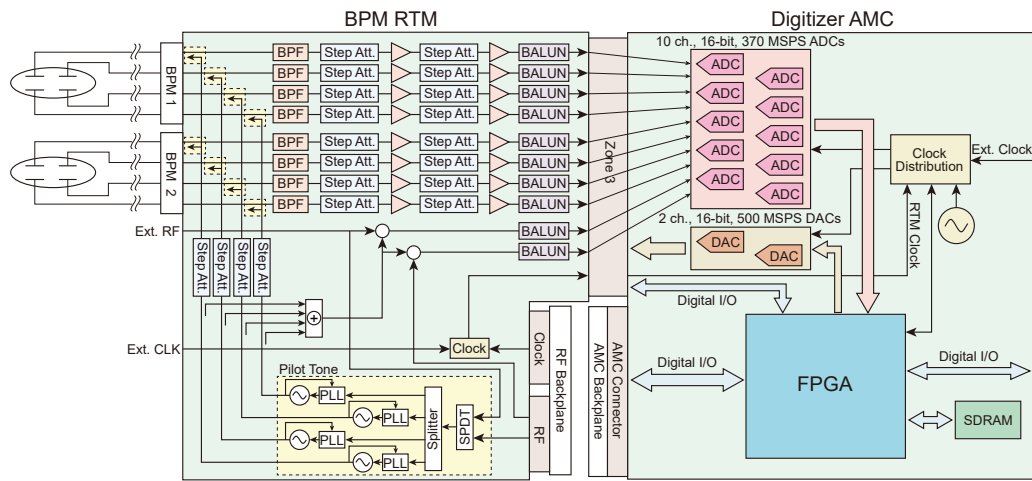 BPM RTM
Digitizer AMC
BPM 1
BPF Step Att. Step Att. BALUN
BPF Step Att. Step Att. BALUN
BPF Step Att. Step Att. BALUN
BPF Step Att. Step Att. BALUN
BPM 2
BPF Step Att. Step Att. BALUN
BPF Step Att. Step Att. BALUN
BPF Step Att. Step Att. BALUN
BPF Step Att. Step Att. BALUN
Ext. RF
BALUN
BALUN
Step Att.
Step Att.
Step Att.
Step Att.
+
Ext. CLK
Clock
Pilot Tone
PLL
PLL
PLL
PLL
Splitter
SPDT
Zone 3
Clock
RF
RF Backplane
AMC Backplane
AMC Connector
10 ch., 16-bit, 370 MSPS ADCs
ADC
ADC
ADC
ADC
ADC
ADC
ADC
ADC
ADC
ADC
2 ch., 16-bit, 500 MSPS DACs
DAC
DAC
Clock
Distribution
Ext. Clock
RTM Clock
Digital I/O
Digital I/O
FPGA
Digital I/O
SDRAM